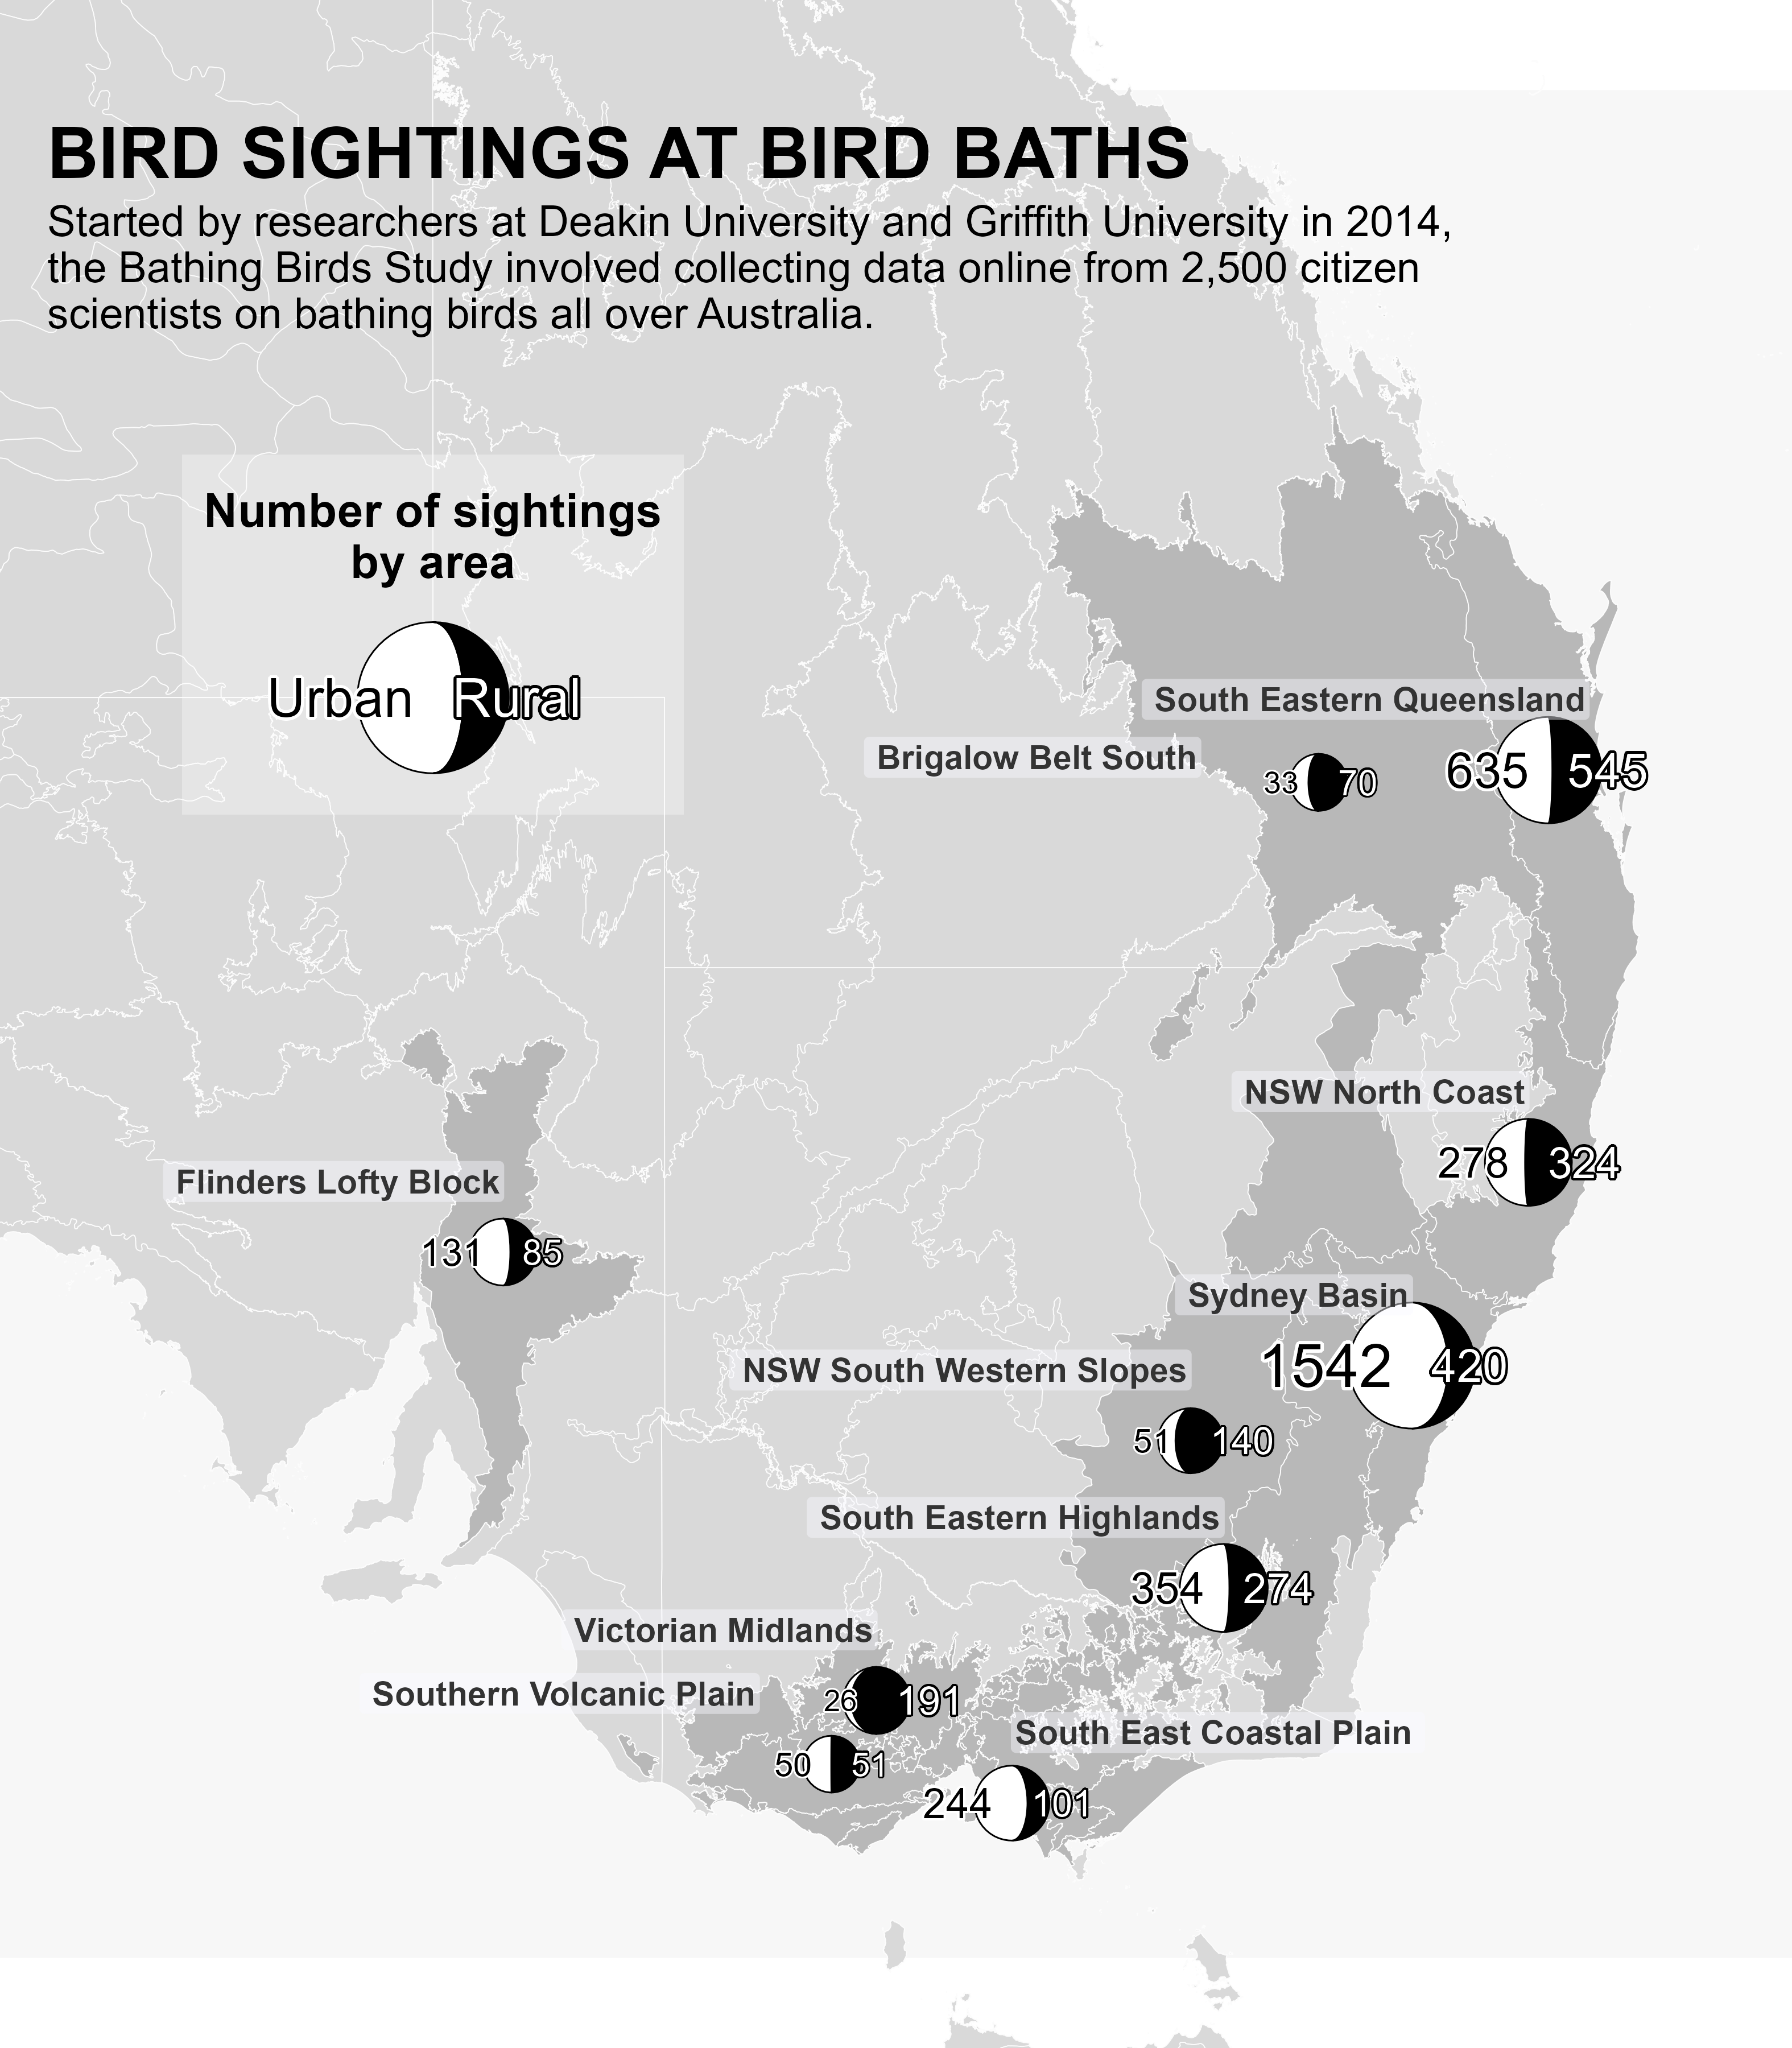 BIRD SIGHTINGS AT BIRD BATHS
Started by researchers at Deakin University and Griffith University in 2014,
the Bathing Birds Study involved collecting data online from 2,500 citizen
scientists on bathing birds all over Australia.
Number of sightings
by area
Urban Rural
South Eastern Queensland
635 545
Brigalow Belt South
33 70
NSW North Coast
278 324
Flinders Lofty Block
131 85
Sydney Basin
1542 420
NSW South Western Slopes
51 140
South Eastern Highlands
354 274
Victorian Midlands
26 191
Southern Volcanic Plain
50 51
South East Coastal Plain
244 101